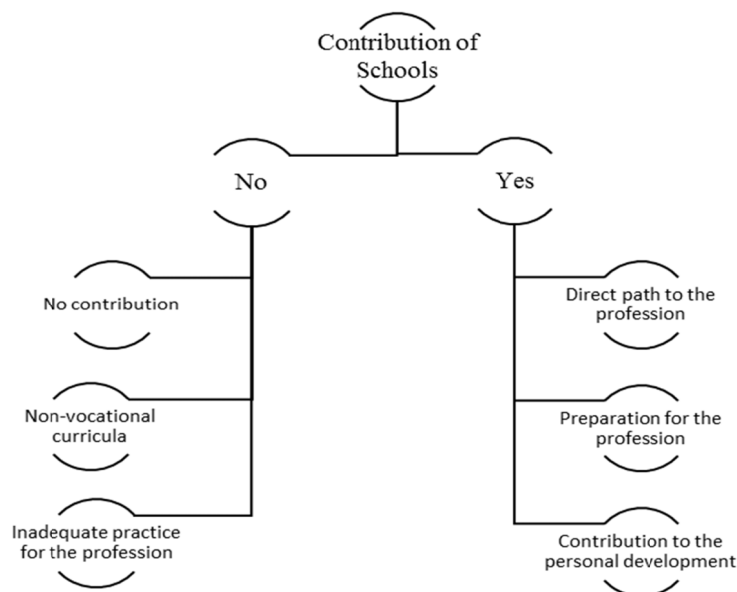 Contribution of
Schools
No
Yes
No contribution
Direct path to the
profession
Non-vocational
curricula
Preparation for the
profession
Inadequate practice
for the profession
Contribution to the
personal development